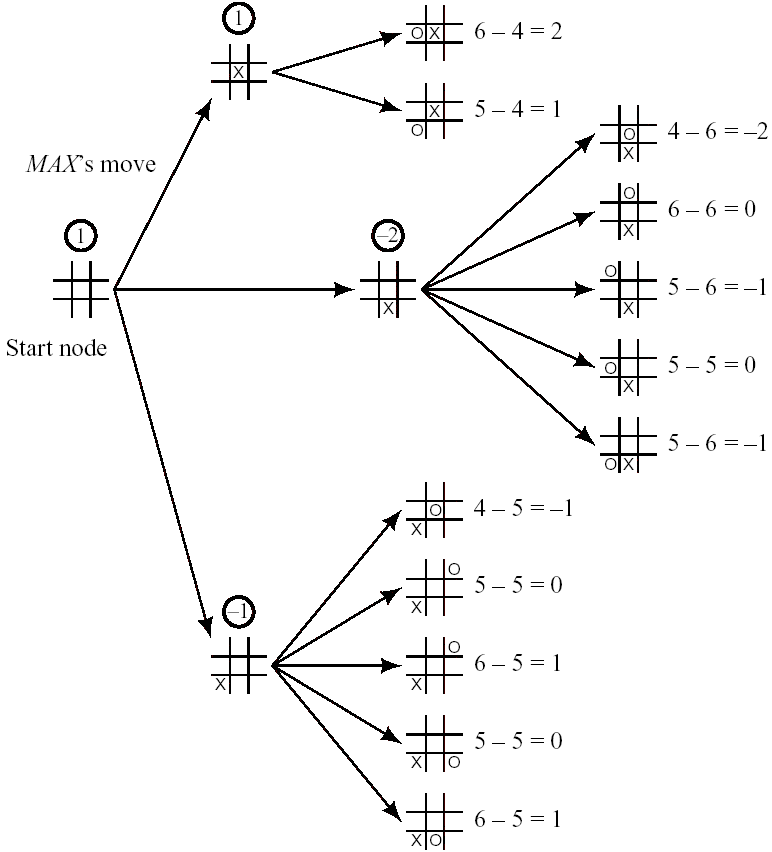 1
X
O X 6 – 4 = 2
X
O
5 – 4 = 1
MAX's move
1
Start node
–2
X
O
X
4 – 6 = –2
O
X
6 – 6 = 0
O
X
5 – 6 = –1
O
X
5 – 5 = 0
O X
5 – 6 = –1
–1
X
O
X
4 – 5 = –1
O
X
5 – 5 = 0
O
X
6 – 5 = 1
X O
5 – 5 = 0
X O
6 – 5 = 1